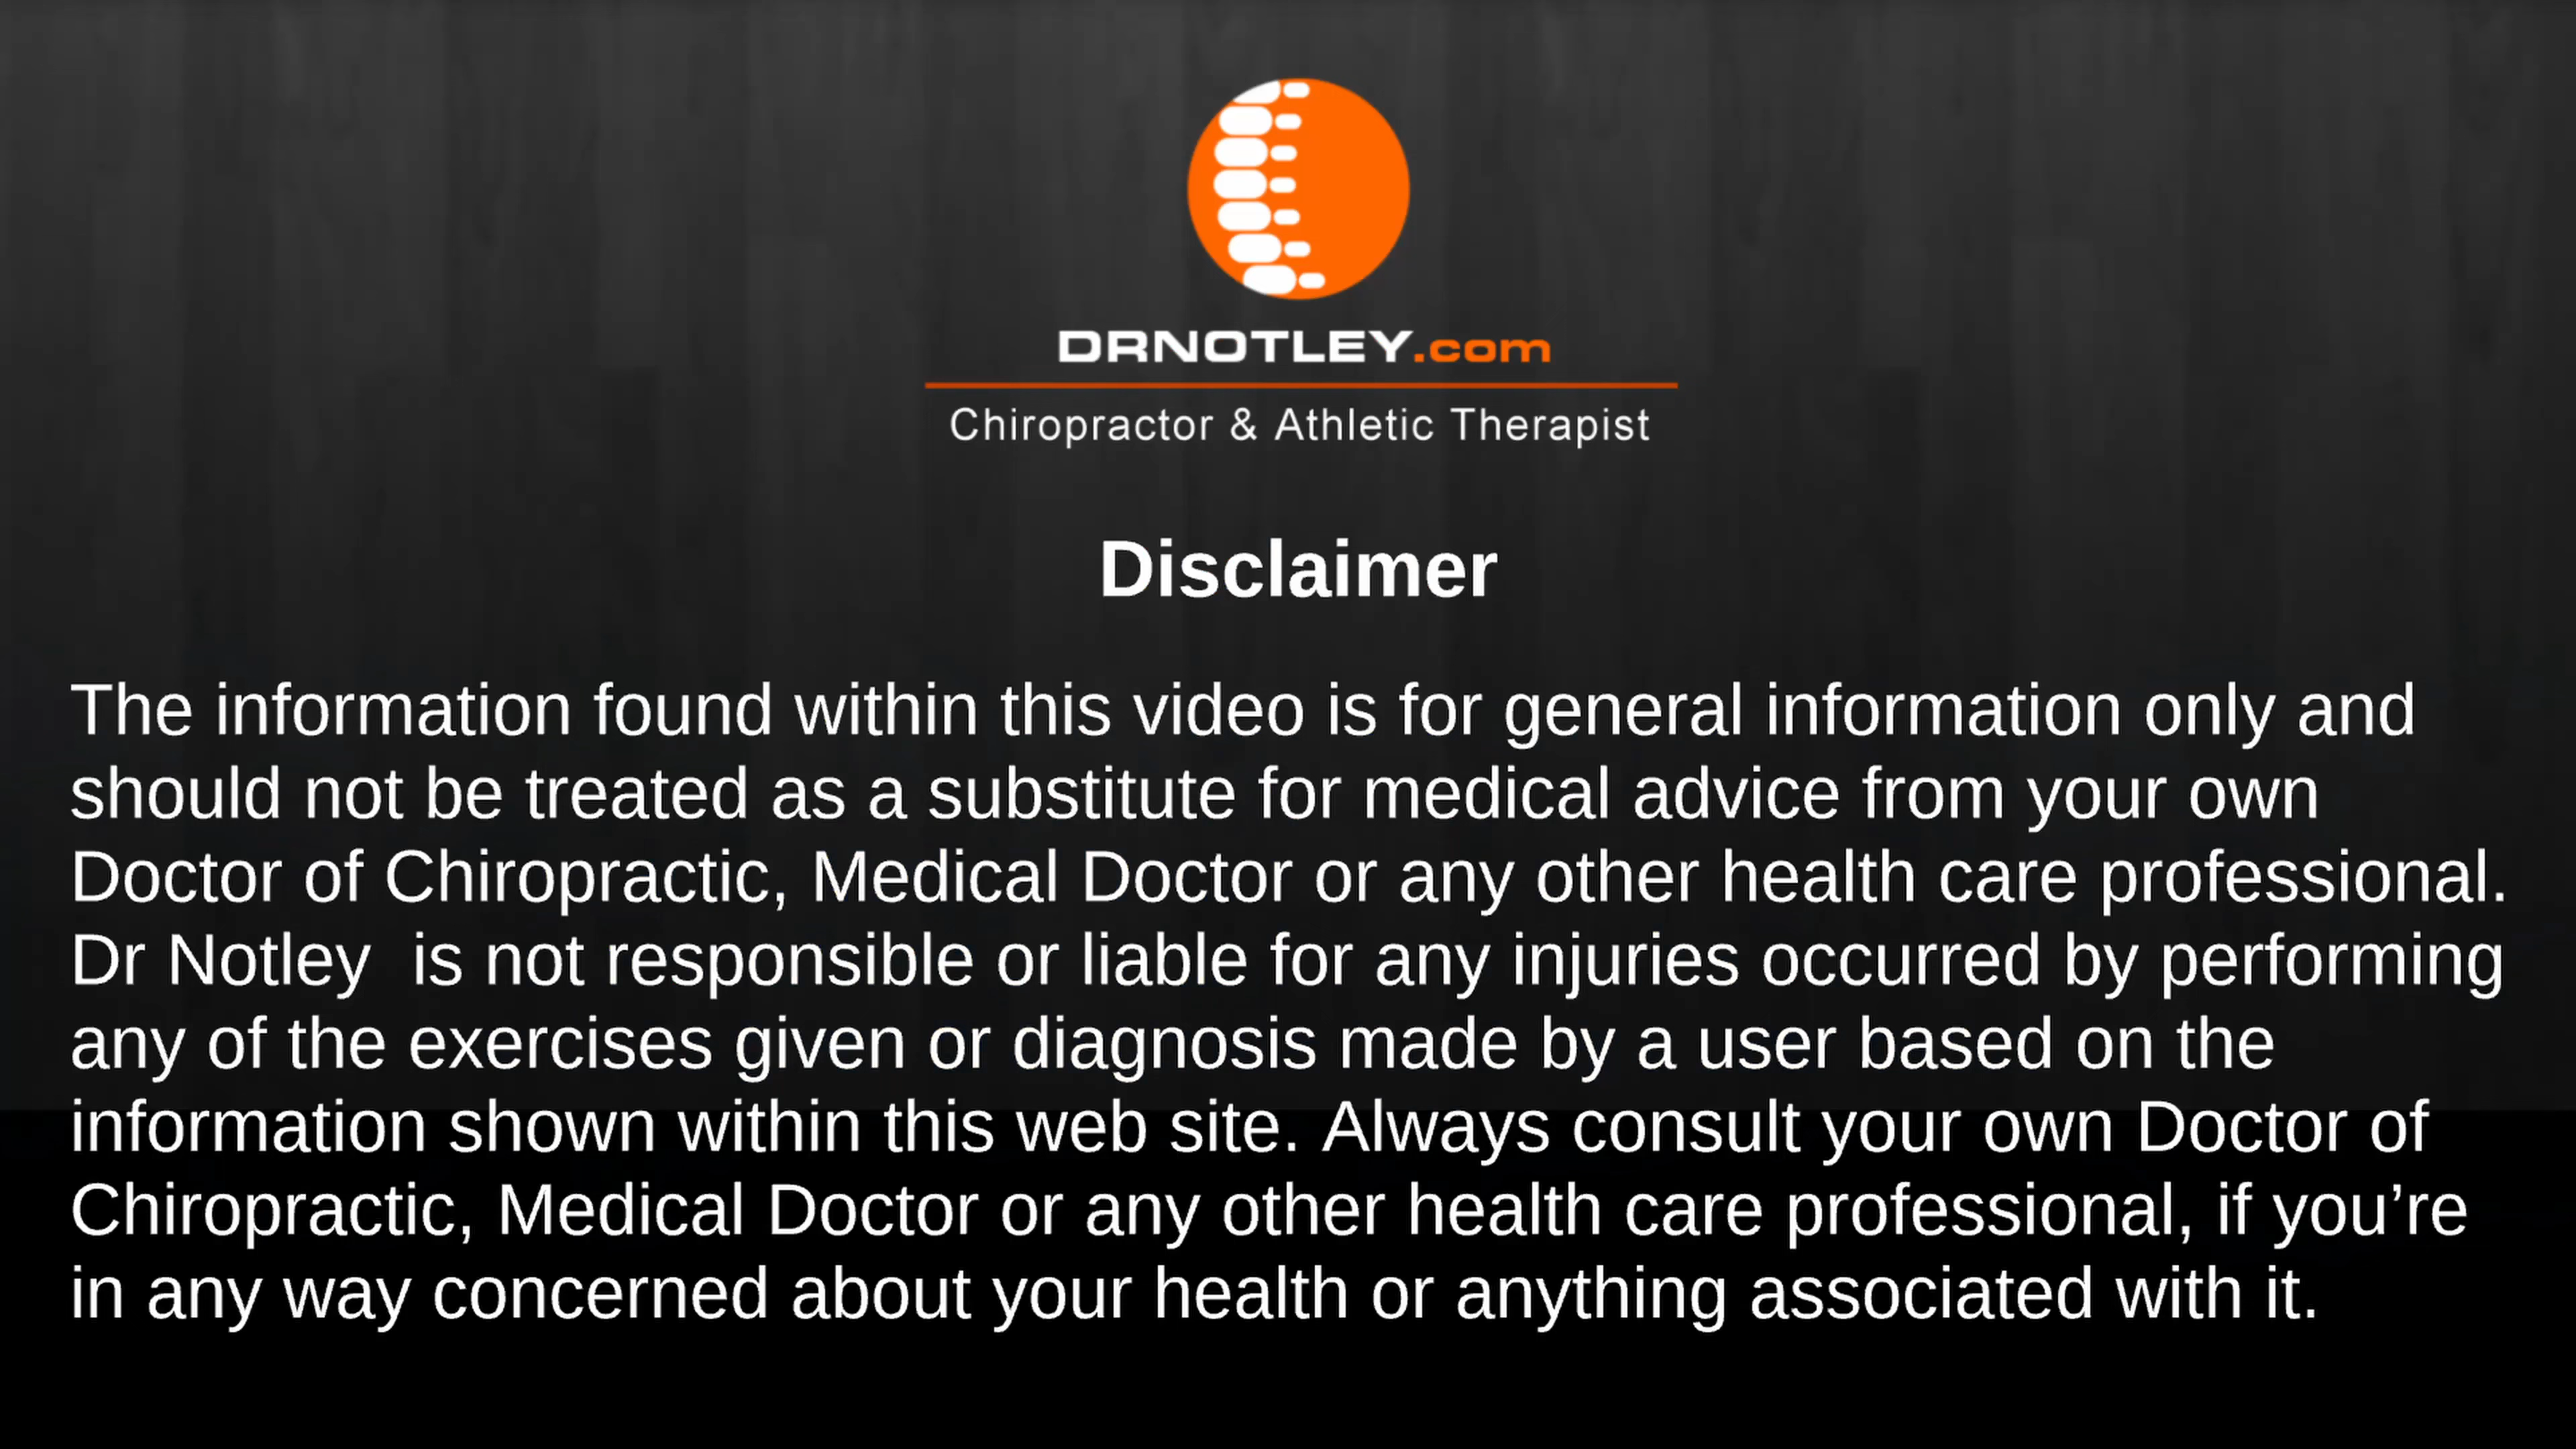 DRNOTLEY.com
Chiropractor & Athletic Therapist
Disclaimer
The information found within this video is for general information only and
should not be treated as a substitute for medical advice from your own
Doctor of Chiropractic, Medical Doctor or any other health care professional.
Dr Notley  is not responsible or liable for any injuries occurred by performing
any of the exercises given or diagnosis made by a user based on the
information shown within this web site. Always consult your own Doctor of
Chiropractic, Medical Doctor or any other health care professional, if you’re
in any way concerned about your health or anything associated with it.